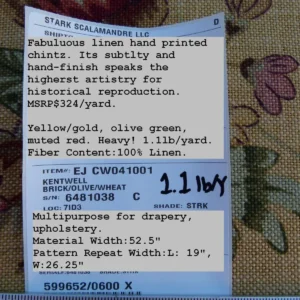 STARK SCALAMANDRE LLC
D
Fabuluous linen hand printed
chintz. Its subtlty and
hand-finish speaks the
higherst artistry for
historical reproduction.
MSRP$324/yard.
Yellow/gold, olive green,
muted red. Heavy! 1.1lb/yard.
Fiber Content:100% Linen.
ITEM#: EJ CW041001
KENTWELL
BRICK/OLIVE/WHEAT
1.1 lb/y
S/N: 6481038 C
LOC: 7ID3
SHADE: STRK
Multipurpose for drapery,
upholstery.
Material Width:52.5"
Pattern Repeat Width:L: 19",
W:26.25"
599652/0600 X